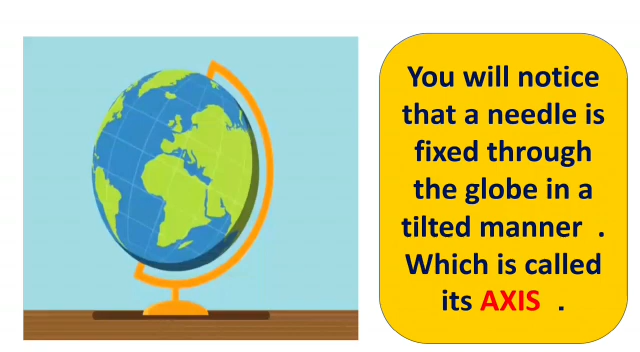 You will notice
that a needle is
fixed through
the globe in a
tilted manner  .
Which is called
its AXIS  .